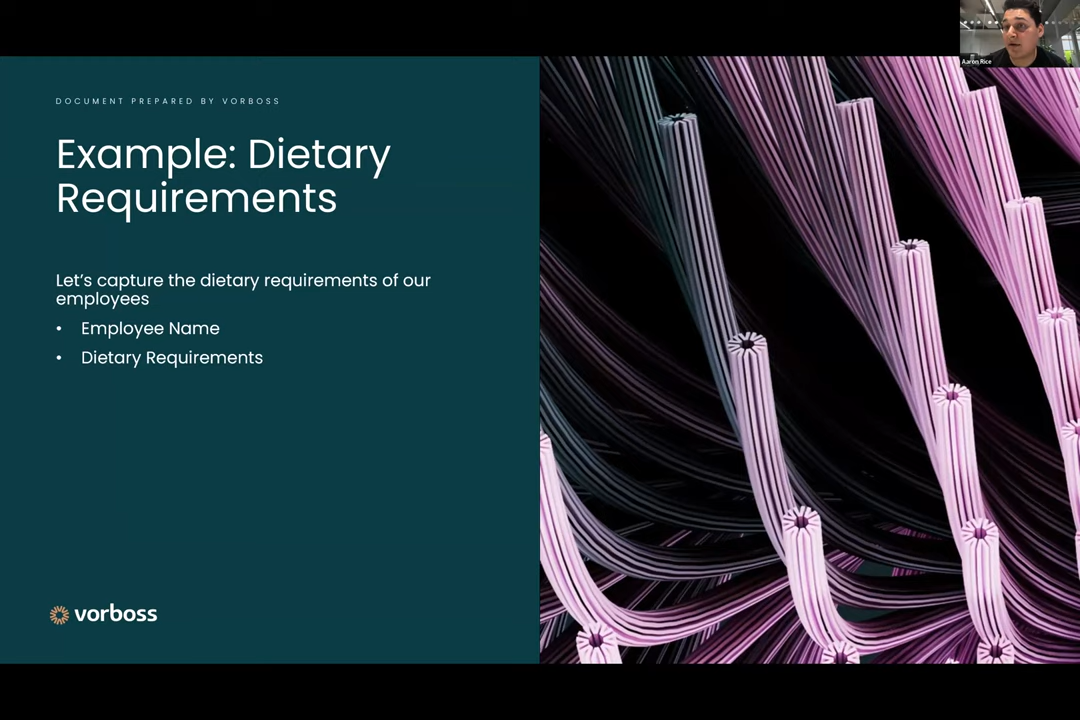 Aaron Rice
DOCUMENT PREPARED BY VORBOSS
Example: Dietary
Requirements
Let's capture the dietary requirements of our
employees
• Employee Name
• Dietary Requirements
vorboss